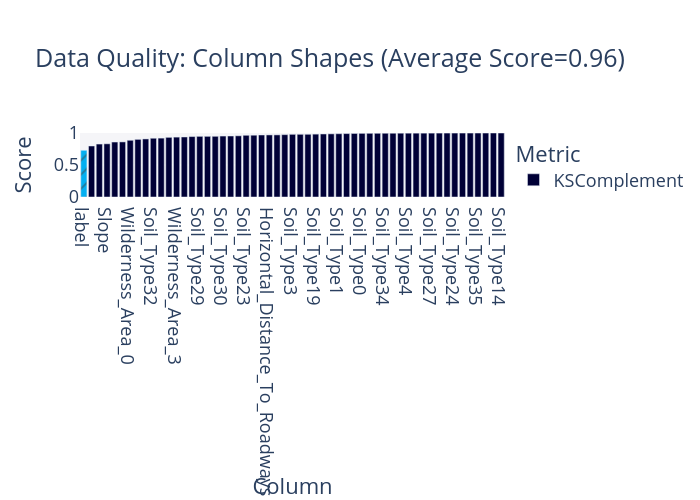 Data Quality: Column Shapes (Average Score=0.96)
Score
1
0.5
0
Metric
KSComplement
label
Slope
Wilderness_Area_0
Soil_Type32
Wilderness_Area_3
Soil_Type29
Soil_Type30
Soil_Type23
Horizontal_Distance_To_Roadways
Soil_Type3
Soil_Type19
Soil_Type1
Soil_Type0
Soil_Type34
Soil_Type4
Soil_Type27
Soil_Type24
Soil_Type35
Soil_Type14
Column